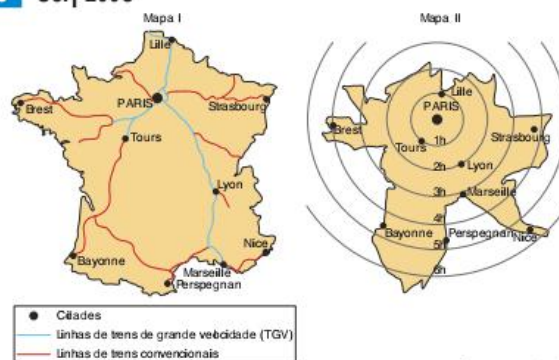 Mapa I
Lille
PARIS
Brest
Strasbourg
Tours
Lyon
Nice
Bayonne
Marseille
Perspegnan
Cidades
Linhas de trens de grande velocidade (TGV)
Linhas de trens convencionais
Mapa II
Lille
PARIS
Brest
Strasbourg
Tours
1h
2h
Lyon
3h
Marseille
4h
Bayonne
Perspegnan
Nice
5h
6h